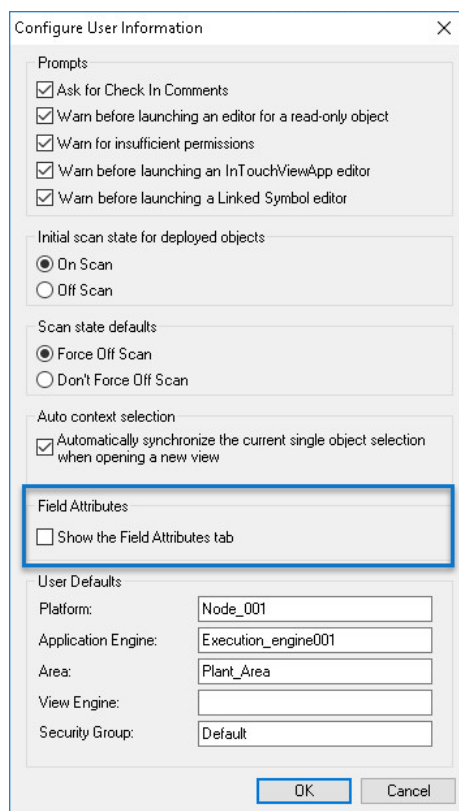 Configure User Information
Prompts
Ask for Check In Comments
Warn before launching an editor for a read-only object
Warn for insufficient permissions
Warn before launching an InTouchViewApp editor
Warn before launching a Linked Symbol editor
Initial scan state for deployed objects
On Scan
Off Scan
Scan state defaults
Force Off Scan
Don't Force Off Scan
Auto context selection
Automatically synchronize the current single object selection
when opening a new view
Field Attributes
Show the Field Attributes tab
User Defaults
Platform: Node_001
Application Engine: Execution_engine001
Area: Plant_Area
View Engine:
Security Group: Default
OK Cancel